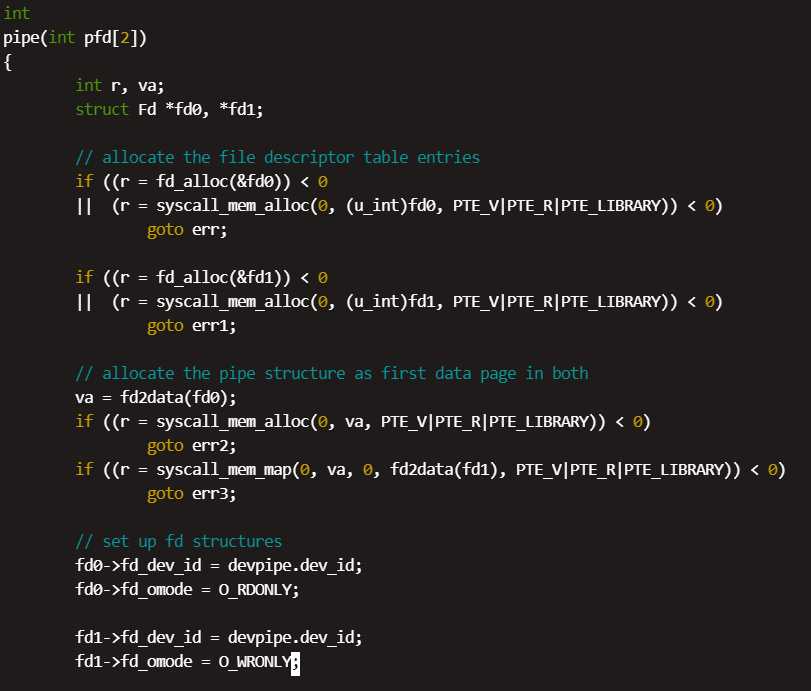 int
pipe(int pfd[2])
{
        int r, va;
        struct Fd *fd0, *fd1;

        // allocate the file descriptor table entries
        if ((r = fd_alloc(&fd0)) < 0
        ||  (r = syscall_mem_alloc(0, (u_int)fd0, PTE_V|PTE_R|PTE_LIBRARY)) < 0)
                goto err;

        if ((r = fd_alloc(&fd1)) < 0
        ||  (r = syscall_mem_alloc(0, (u_int)fd1, PTE_V|PTE_R|PTE_LIBRARY)) < 0)
                goto err1;

        // allocate the pipe structure as first data page in both
        va = fd2data(fd0);
        if ((r = syscall_mem_alloc(0, va, PTE_V|PTE_R|PTE_LIBRARY)) < 0)
                goto err2;
        if ((r = syscall_mem_map(0, va, 0, fd2data(fd1), PTE_V|PTE_R|PTE_LIBRARY)) < 0)
                goto err3;

        // set up fd structures
        fd0->fd_dev_id = devpipe.dev_id;
        fd0->fd_omode = O_RDONLY;

        fd1->fd_dev_id = devpipe.dev_id;
        fd1->fd_omode = O_WRONLY;